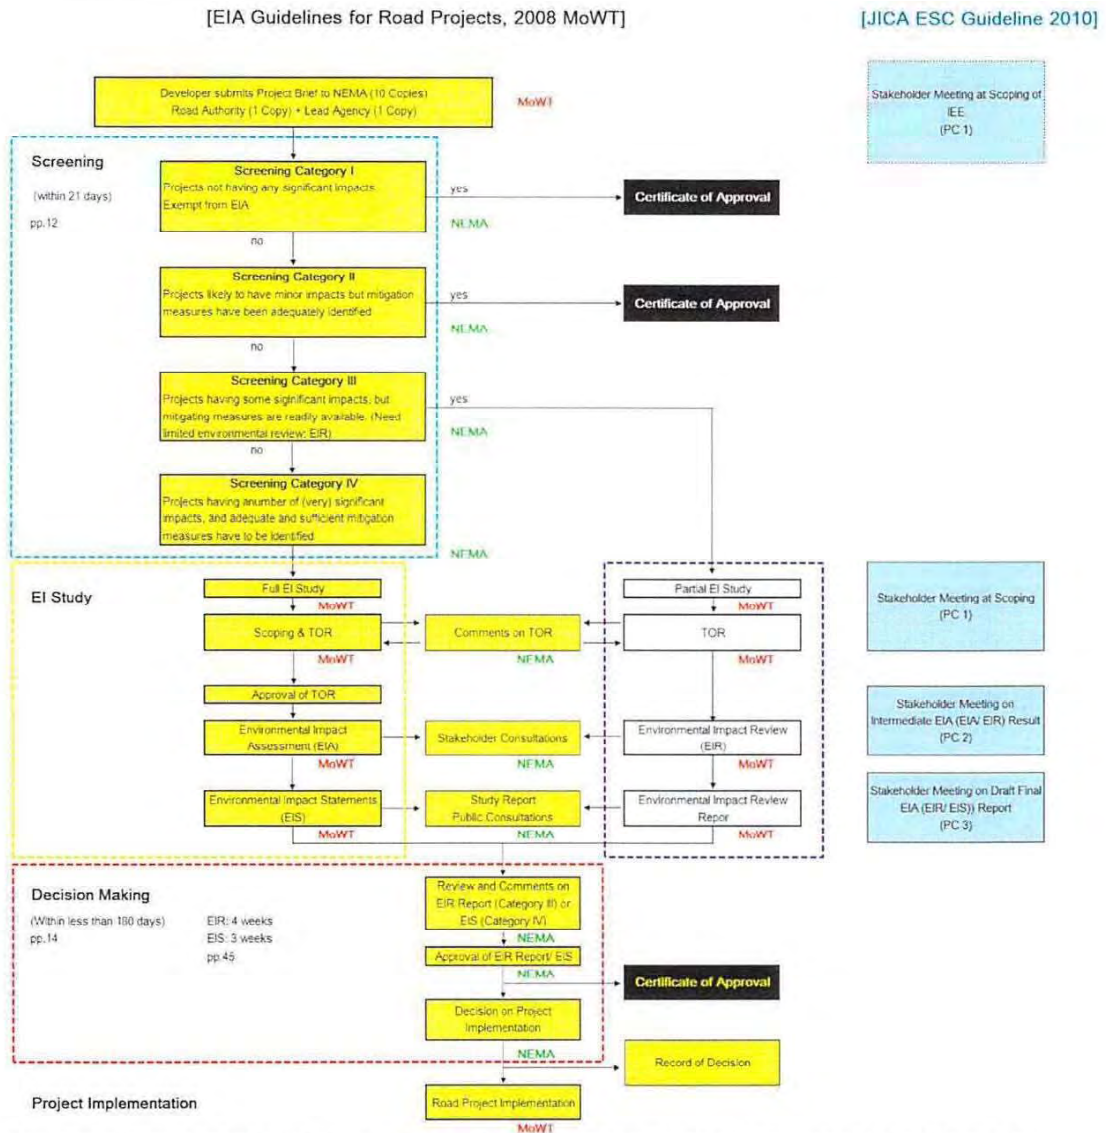 [EIA Guidelines for Road Projects, 2008 MoWT]
[JICA ESC Guideline 2010]
Developer submits Project Brief to NEMA (10 Copies)
Road Authority (1 Copy) + Lead Agency (1 Copy)
MoWT
Stakeholder Meeting at Scoping of
IEE
(PC 1)
Screening
(within 21 days)
pp.12
Screening Category I
Projects not having any significant impacts.
Exempt from EIA
yes
NEMA
Certificate of Approval
no
Screening Category II
Projects likely to have minor impacts but mitigation
measures have been adequately identified
yes
NEMA
Certificate of Approval
no
Screening Category III
Projects having some siginificant impacts, but
mitigating measures are readily available. (Need
limited environmental review: EIR)
yes
NEMA
no
Screening Category IV
Projects having anumber of (very) significant
impacts, and adequate and sufficient mitigation
measures have to be identified
NEMA
EI Study
Full EI Study
MoWT
Partial EI Study
MoWT
Scoping & TOR
MoWT
Comments on TOR
NEMA
TOR
MoWT
Stakeholder Meeting at Scoping
(PC 1)
Approval of TOR
Environmental Impact
Assessment (EIA)
MoWT
Stakeholder Consultations
NEMA
Environmental Impact Review
(EIR)
MoWT
Stakeholder Meeting on
Intermediate EIA (EIA/ EIR) Result
(PC 2)
Environmental Impact Statements
(EIS)
MoWT
Study Report
Public Consultations
NEMA
Environmental Impact Review
Repor
MoWT
Stakeholder Meeting on Draft Final
EIA (EIR/ EIS)) Report
(PC 3)
Decision Making
(Within less than 180 days)
pp.14
EIR: 4 weeks
EIS: 3 weeks
pp.45
Review and Comments on
EIR Report (Category III) or
EIS (Category IV)
NEMA
Approval of EIR Report/ EIS
NEMA
Certificate of Approval
Decision on Project
Implementation
NEMA
Record of Decision
Project Implementation
Road Project Implementation
MoWT